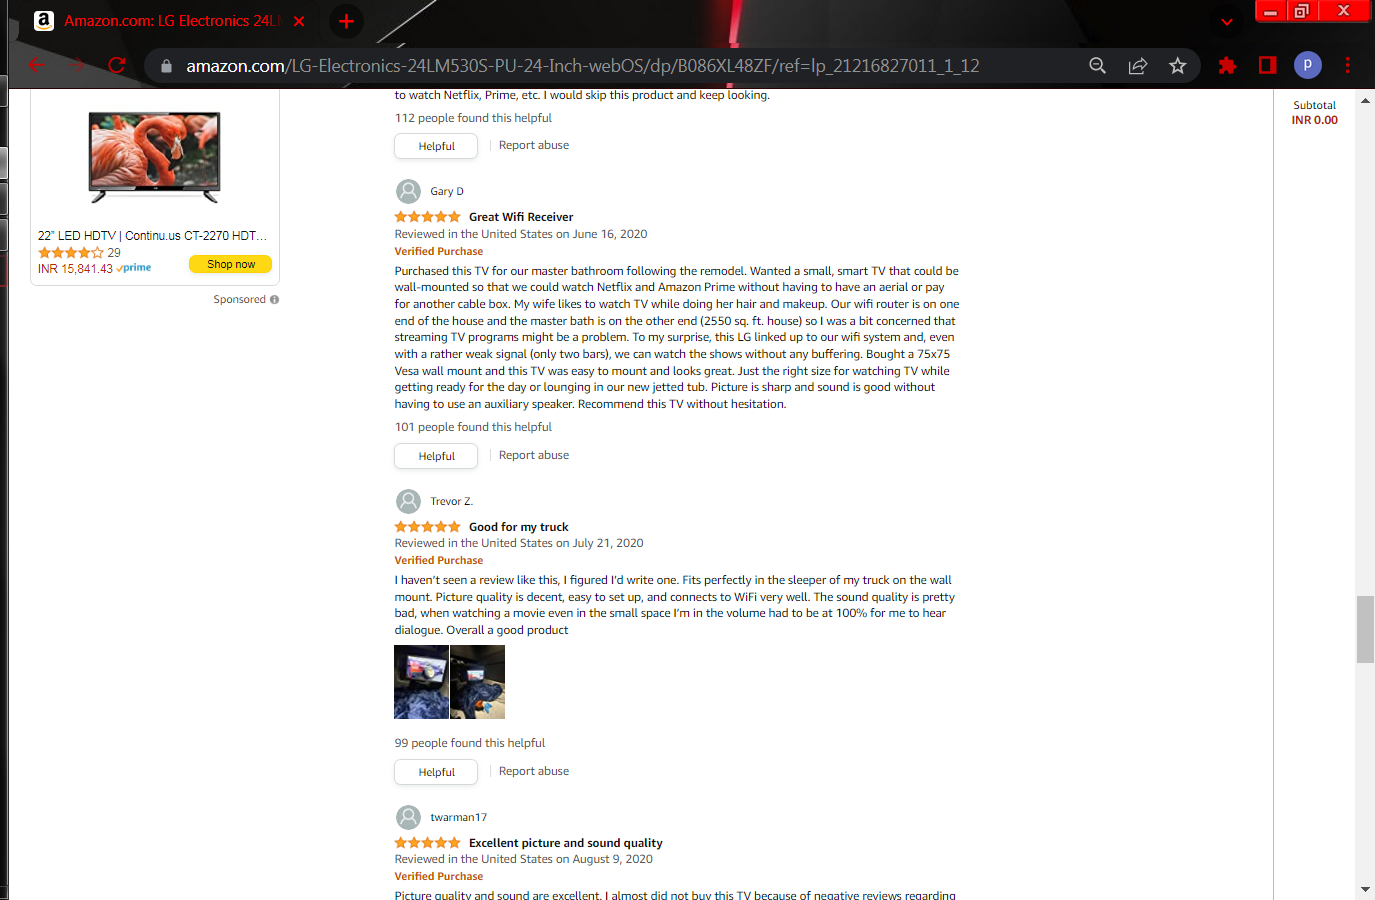 Amazon.com: LG Electronics 24LM
amazon.com/LG-Electronics-24LM530S-PU-24-Inch-webOS/dp/B086XL48ZF/ref=lp_21216827011_1_12
p
22" LED HDTV | Continu.us CT-2270 HDT...
29
INR 15,841.43 prime
Shop now
Sponsored
to watch Netflix, Prime, etc. I would skip this product and keep looking.
112 people found this helpful
Helpful
Report abuse
Gary D
Great Wifi Receiver
Reviewed in the United States on June 16, 2020
Verified Purchase
Purchased this TV for our master bathroom following the remodel. Wanted a small, smart TV that could be
wall-mounted so that we could watch Netflix and Amazon Prime without having to have an aerial or pay
for another cable box. My wife likes to watch TV while doing her hair and makeup. Our wifi router is on one
end of the house and the master bath is on the other end (2550 sq. ft. house) so I was a bit concerned that
streaming TV programs might be a problem. To my surprise, this LG linked up to our wifi system and, even
with a rather weak signal (only two bars), we can watch the shows without any buffering. Bought a 75x75
Vesa wall mount and this TV was easy to mount and looks great. Just the right size for watching TV while
getting ready for the day or lounging in our new jetted tub. Picture is sharp and sound is good without
having to use an auxiliary speaker. Recommend this TV without hesitation.
101 people found this helpful
Helpful
Report abuse
Trevor Z.
Good for my truck
Reviewed in the United States on July 21, 2020
Verified Purchase
I haven't seen a review like this, I figured I'd write one. Fits perfectly in the sleeper of my truck on the wall
mount. Picture quality is decent, easy to set up, and connects to WiFi very well. The sound quality is pretty
bad, when watching a movie even in the small space I'm in the volume had to be at 100% for me to hear
dialogue. Overall a good product
99 people found this helpful
Helpful
Report abuse
twarman17
Excellent picture and sound quality
Reviewed in the United States on August 9, 2020
Verified Purchase
Picture quality and sound are excellent. I almost did not buy this TV because of negative reviews regarding
Subtotal
INR 0.00